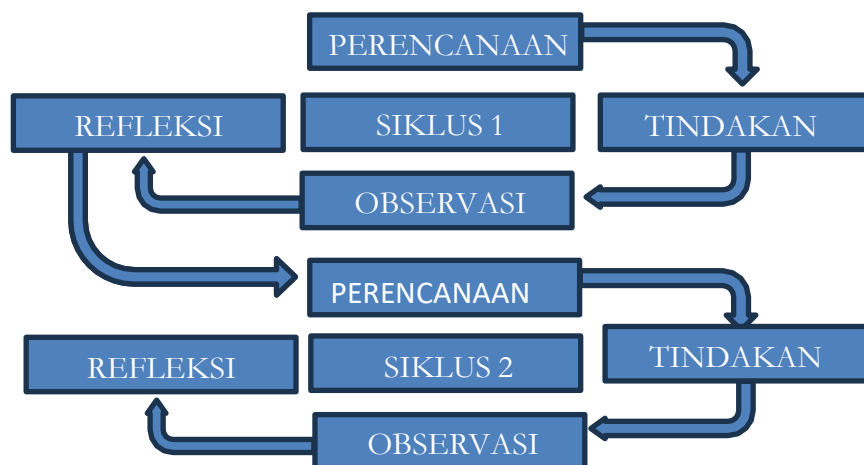 PERENCANAAN
REFLEKSI
SIKLUS 1
TINDAKAN
OBSERVASI
PERENCANAAN
REFLEKSI
SIKLUS 2
TINDAKAN
OBSERVASI